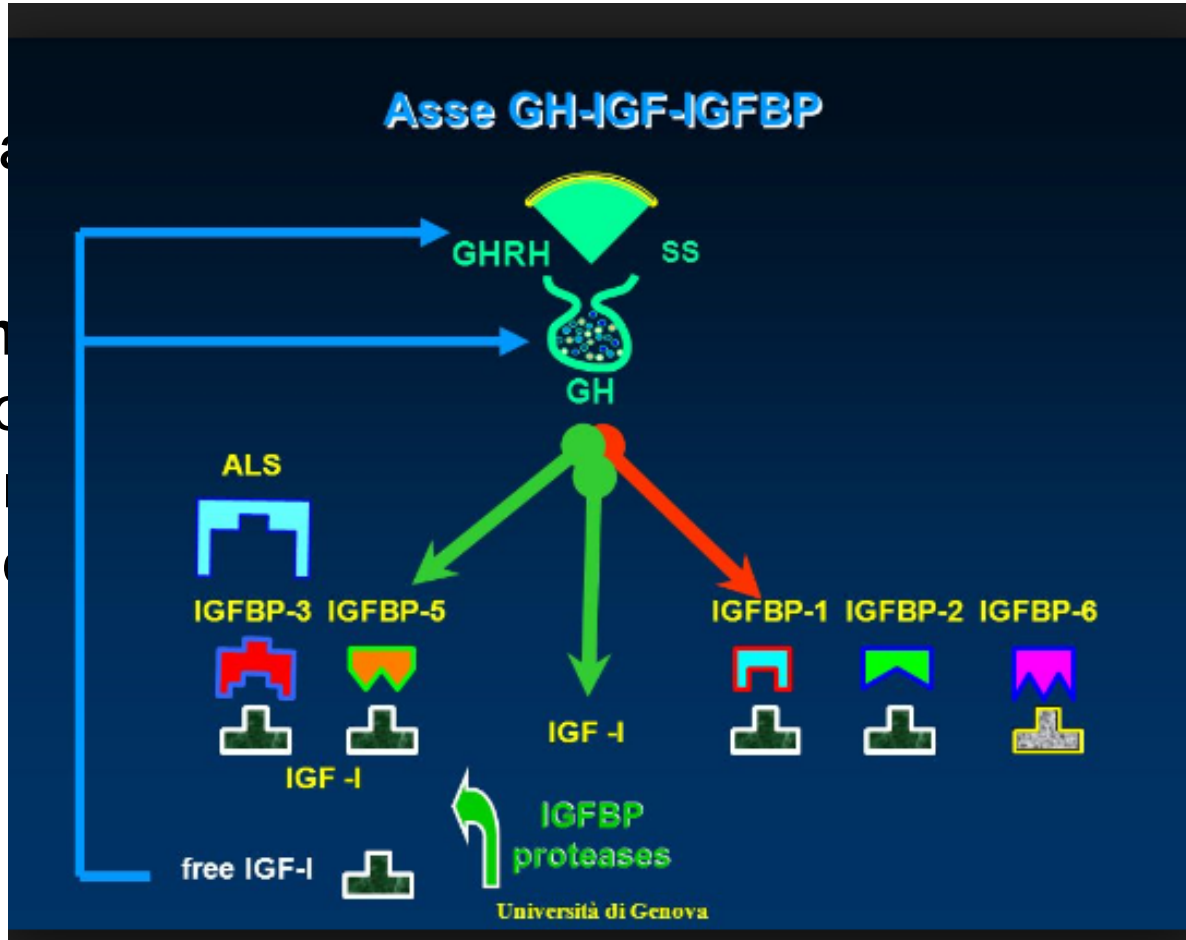 Asse GH-IGF-IGFBP
GHRH
SS
GH
ALS
IGFBP-3 IGFBP-5
IGFBP-1 IGFBP-2 IGFBP-6
IGF -I
IGF -I
IGFBP
proteases
free IGF-I
Università di Genova